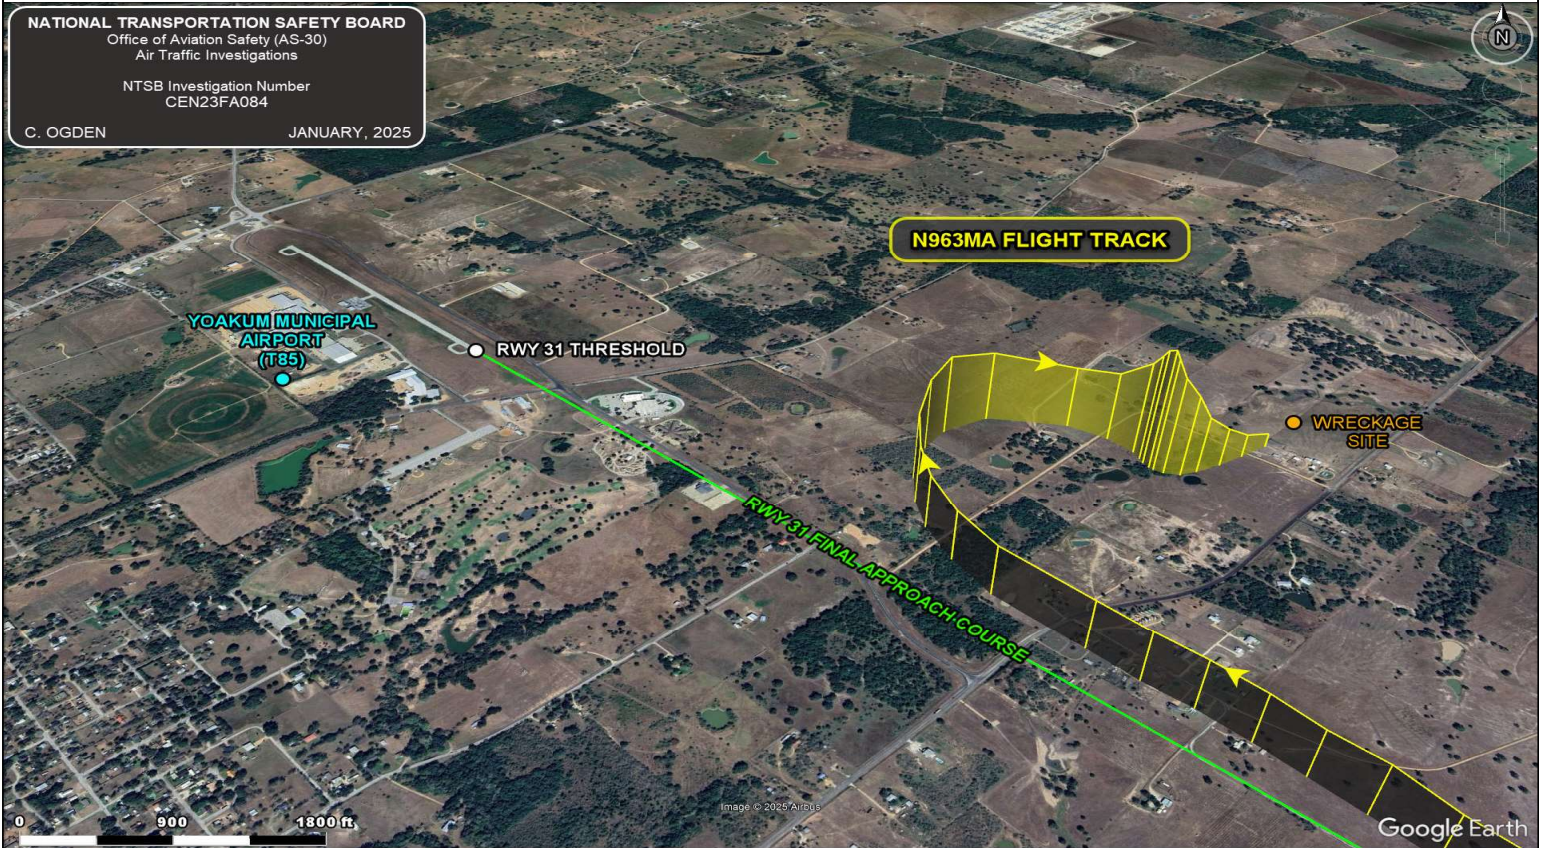 NATIONAL TRANSPORTATION SAFETY BOARD
Office of Aviation Safety (AS-30)
Air Traffic Investigations
NTSB Investigation Number
CEN23FA084
C. OGDEN JANUARY, 2025
N
N963MA FLIGHT TRACK
YOAKUM MUNICIPAL
AIRPORT
(T85)
RWY 31 THRESHOLD
WRECKAGE
SITE
RWY 31 FINAL APPROACH COURSE
Image © 2025 Airbus
0 900 1800 ft
Google Earth